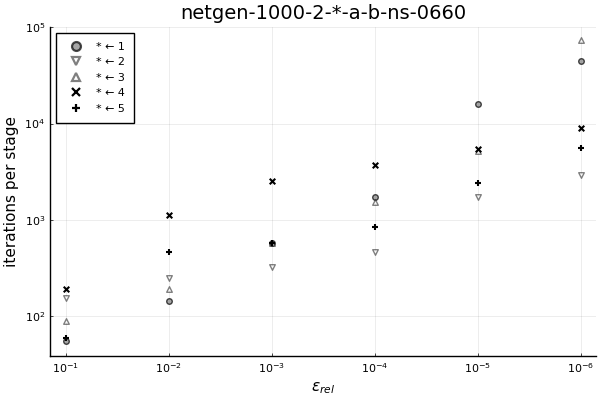 netgen-1000-2-*-a-b-ns-0660
iterations per stage
10⁵
10⁴
10³
10²
* ← 1
* ← 2
* ← 3
* ← 4
* ← 5
10⁻¹ 10⁻² 10⁻³ 10⁻⁴ 10⁻⁵ 10⁻⁶
ε_rel